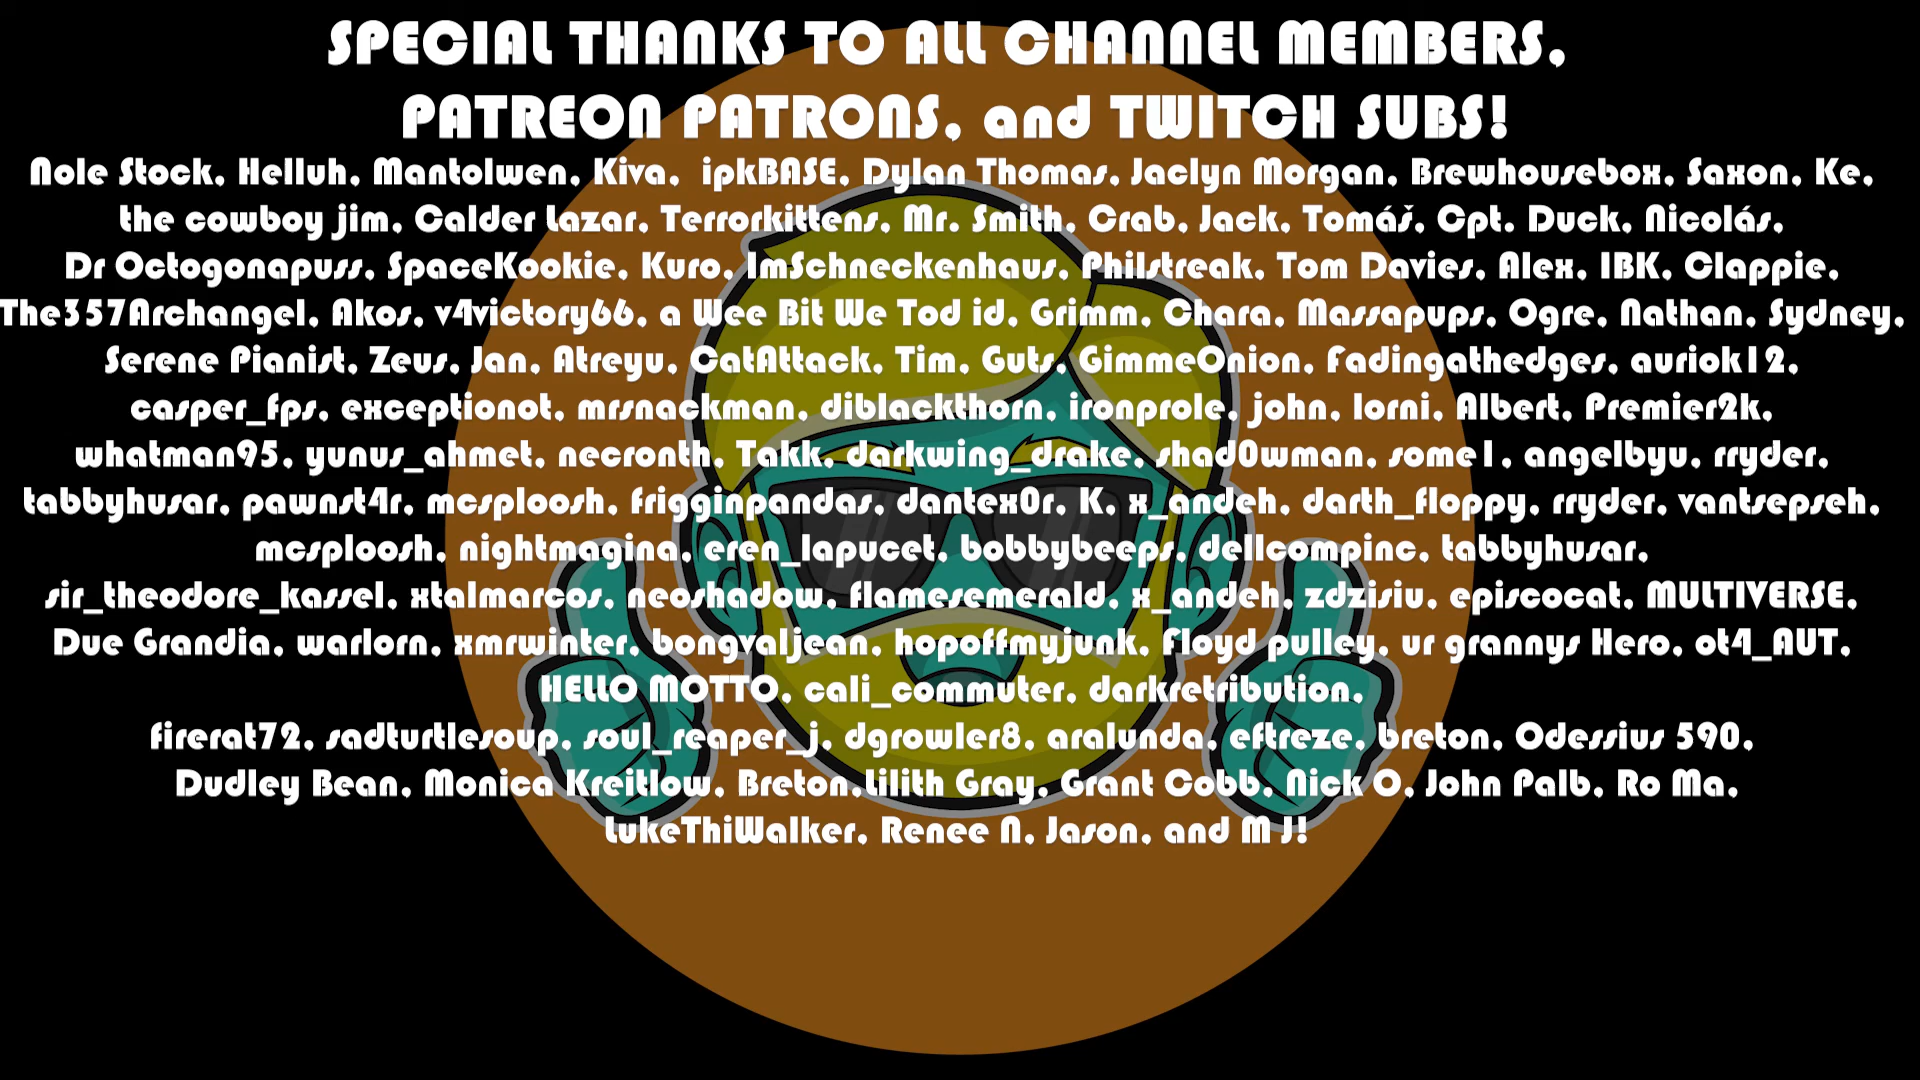 SPECIAL THANKS TO ALL CHANNEL MEMBERS,
PATREON PATRONS, and TWITCH SUBS!
Nole Stock, Helluh, Mantolwen, Kiva,  ipkBASE, Dylan Thomas, Jaclyn Morgan, Brewhousebox, Saxon, Ke,
the cowboy jim, Calder Lazar, Terrorkittens, Mr. Smith, Crab, Jack, Tomáš, Cpt. Duck, Nicolás,
Dr Octogonapuss, SpaceKookie, Kuro, ImSchneckenhaus, Philstreak, Tom Davies, Alex, IBK, Clappie,
The357Archangel, Akos, v4victory66, a Wee Bit We Tod id, Grimm, Chara, Massapups, Ogre, Nathan, Sydney,
Serene Pianist, Zeus, Jan, Atreyu, CatAttack, Tim, Guts, GimmeOnion, Fadingathedges, auriok12,
casper_fps, exceptionot, mrsnackman, diblackthorn, ironprole, john, lorni, Albert, Premier2k,
whatman95, yunus_ahmet, necronth, Takk, darkwing_drake, shad0wman, some1, angelbyu, rryder,
tabbyhusar, pawnst4r, mcsploosh, frigginpandas, dantex0r, K, x_andeh, darth_floppy, rryder, vantsepseh,
mcsploosh, nightmagina, eren_lapucet, bobbybeeps, dellcompinc, tabbyhusar,
sir_theodore_kassel, xtalmarcos, neoshadow, flamesemerald, x_andeh, zdzisiu, episcocat, MULTIVERSE,
Due Grandia, warlorn, xmrwinter, bongvaljean, hopoffmyjunk, Floyd pulley, ur grannys Hero, ot4_AUT,
HELLO MOTTO, cali_commuter, darkretribution,
firerat72, sadturtlesoup, soul_reaper_j, dgrowler8, aralunda, eftreze, breton, Odessius 590,
Dudley Bean, Monica Kreitlow, Breton,Lilith Gray, Grant Cobb, Nick O, John Palb, Ro Ma,
LukeThiWalker, Renee N, Jason, and M J!